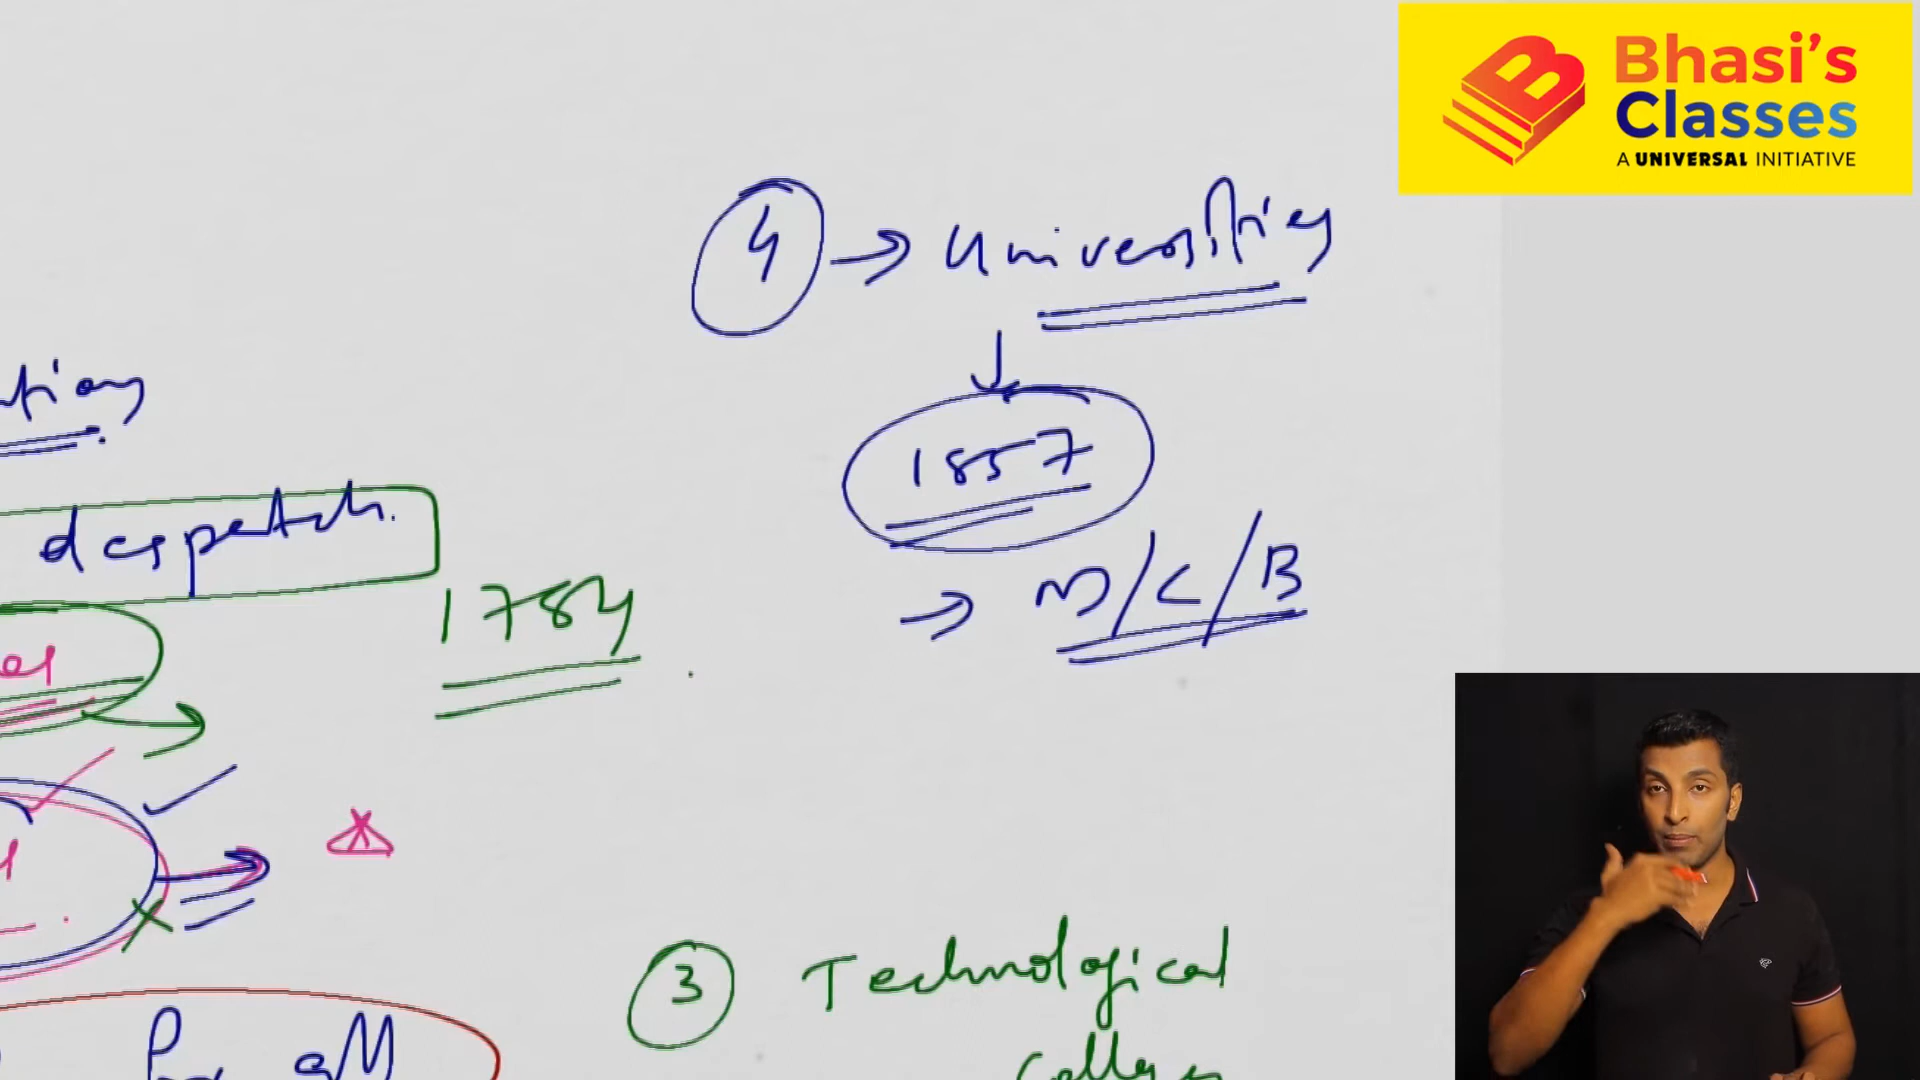 Bhasi's
Classes
A UNIVERSAL INITIATIVE
4 → Universities
1857
→ M/C/B
despatch.
1784
3 Technological